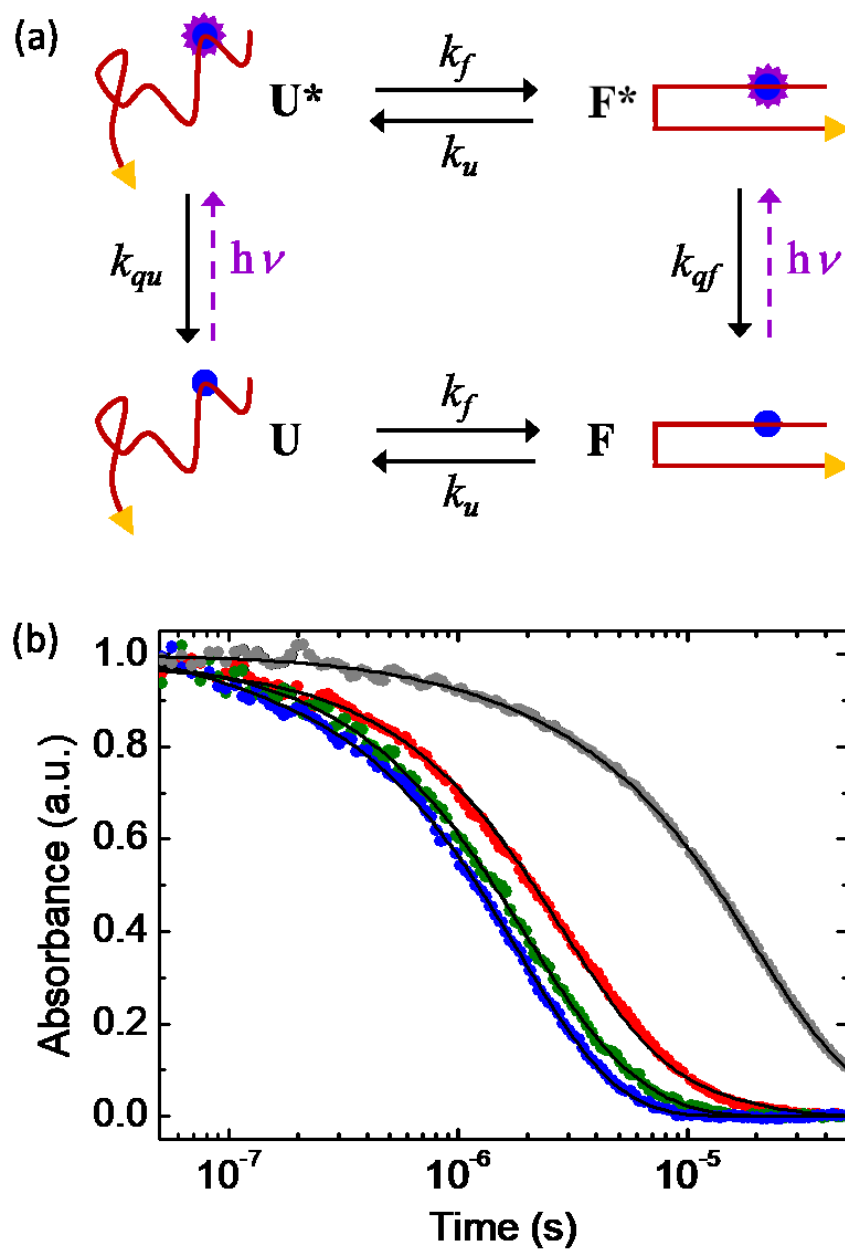 (a)
k_f
U* F*
k_u
k_qu hν k_qf hν
k_f
U F
k_u
(b)
1.0
0.8
0.6
0.4
0.2
0.0
Absorbance (a.u.)
10⁻⁷ 10⁻⁶ 10⁻⁵
Time (s)